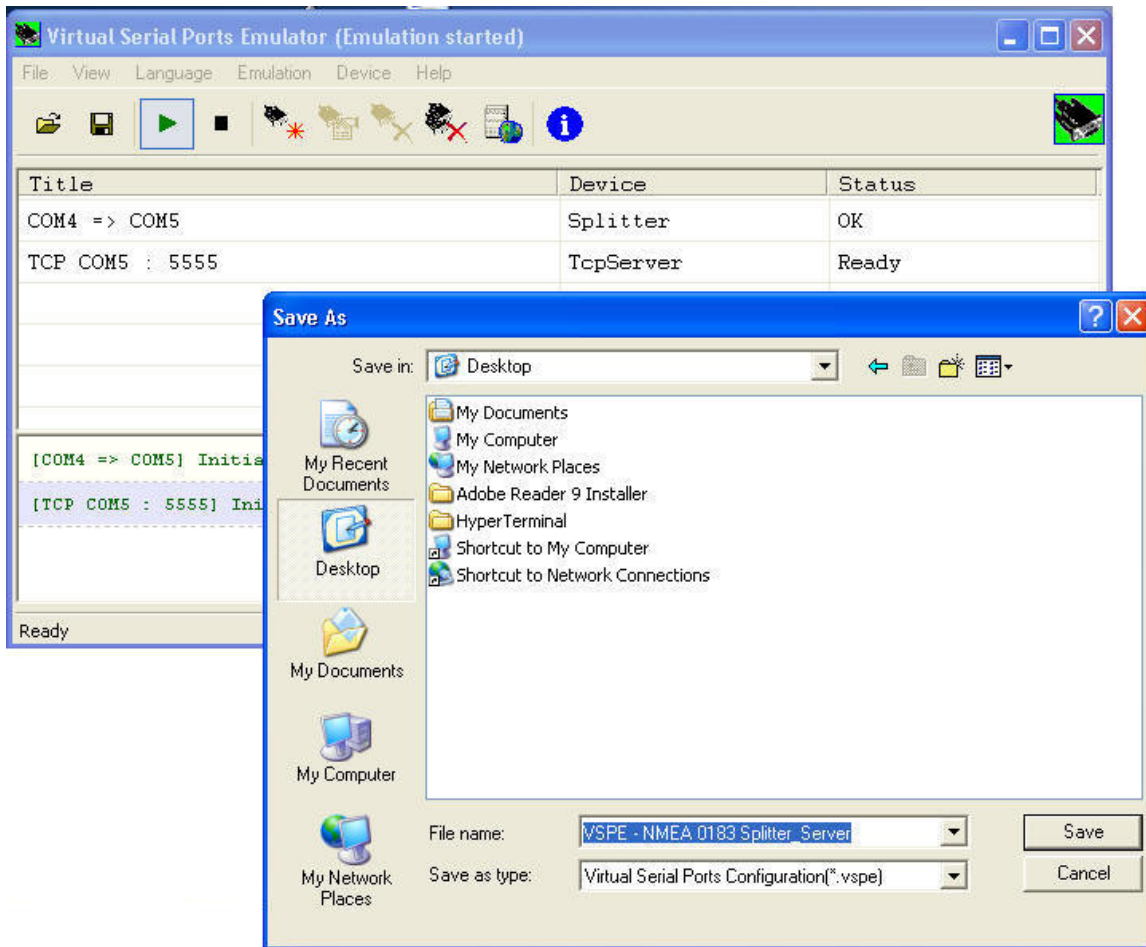 Virtual Serial Ports Emulator (Emulation started)
File View Language Emulation Device Help
Title Device Status
COM4 => COM5 Splitter OK
TCP COM5 : 5555 TcpServer Ready
[COM4 => COM5] Initia
[TCP COM5 : 5555] Ini
Ready
Save As
Save in: Desktop
My Recent Documents
Desktop
My Documents
My Computer
My Network Places
My Documents
My Computer
My Network Places
Adobe Reader 9 Installer
HyperTerminal
Shortcut to My Computer
Shortcut to Network Connections
File name: VSPE - NMEA 0183 Splitter_Server Save
Save as type: Virtual Serial Ports Configuration(*.vspe) Cancel